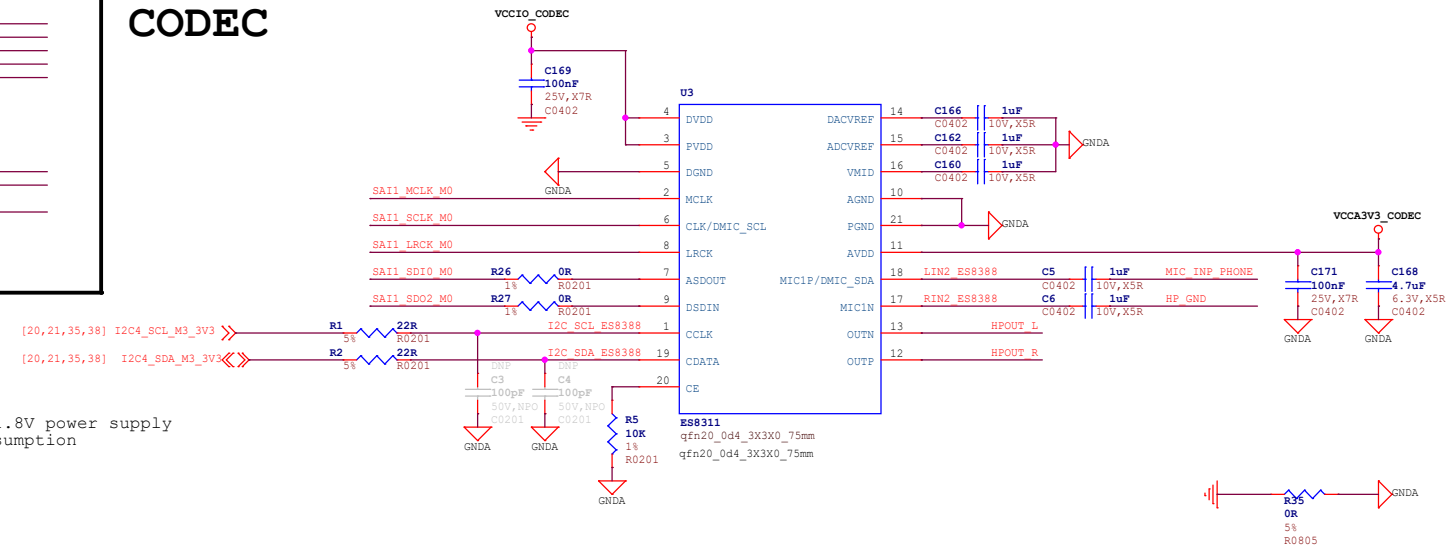 CODEC
VCCIO_CODEC
C169
100nF
25V,X7R
C0402
U3
4 DVDD
3 PVDD
5 DGND
2 MCLK
6 CLK/DMIC_SCL
8 LRCK
7 ASDOUT
9 DSDIN
1 CCLK
19 CDATA
20 CE
DACVREF 14
ADCVREF 15
VMID 16
AGND 10
PGND 21
AVDD 11
MIC1P/DMIC_SDA 18
MIC1N 17
OUTN 13
OUTP 12
ES8311
qfn20_0d4_3X3X0_75mm
qfn20_0d4_3X3X0_75mm
GNDA
SAI1_MCLK_M0
SAI1_SCLK_M0
SAI1_LRCK_M0
SAI1_SDI0_M0 R26 0R
1% R0201
SAI1_SDO2_M0 R27 0R
1% R0201
[20,21,35,38] I2C4_SCL_M3_3V3 R1 22R I2C_SCL_ES8388
5% R0201
[20,21,35,38] I2C4_SDA_M3_3V3 R2 22R I2C_SDA_ES8388
5% R0201
DNP DNP
C3 C4
100pF 100pF
50V,NPO 50V,NPO
C0201 C0201
GNDA GNDA
R5
10K
1%
R0201
GNDA
.8V power supply
sumption
C166 1uF
C0402 10V,X5R
C162 1uF
C0402 10V,X5R
C160 1uF
C0402 10V,X5R
GNDA
GNDA
VCCA3V3_CODEC
LIN2_ES8388 C5 1uF MIC_INP_PHONE
C0402 10V,X5R
RIN2_ES8388 C6 1uF HP_GND
C0402 10V,X5R
HPOUT_L
HPOUT_R
C171 C168
100nF 4.7uF
25V,X7R 6.3V,X5R
C0402 C0402
GNDA GNDA
GNDA
R35
0R
5%
R0805